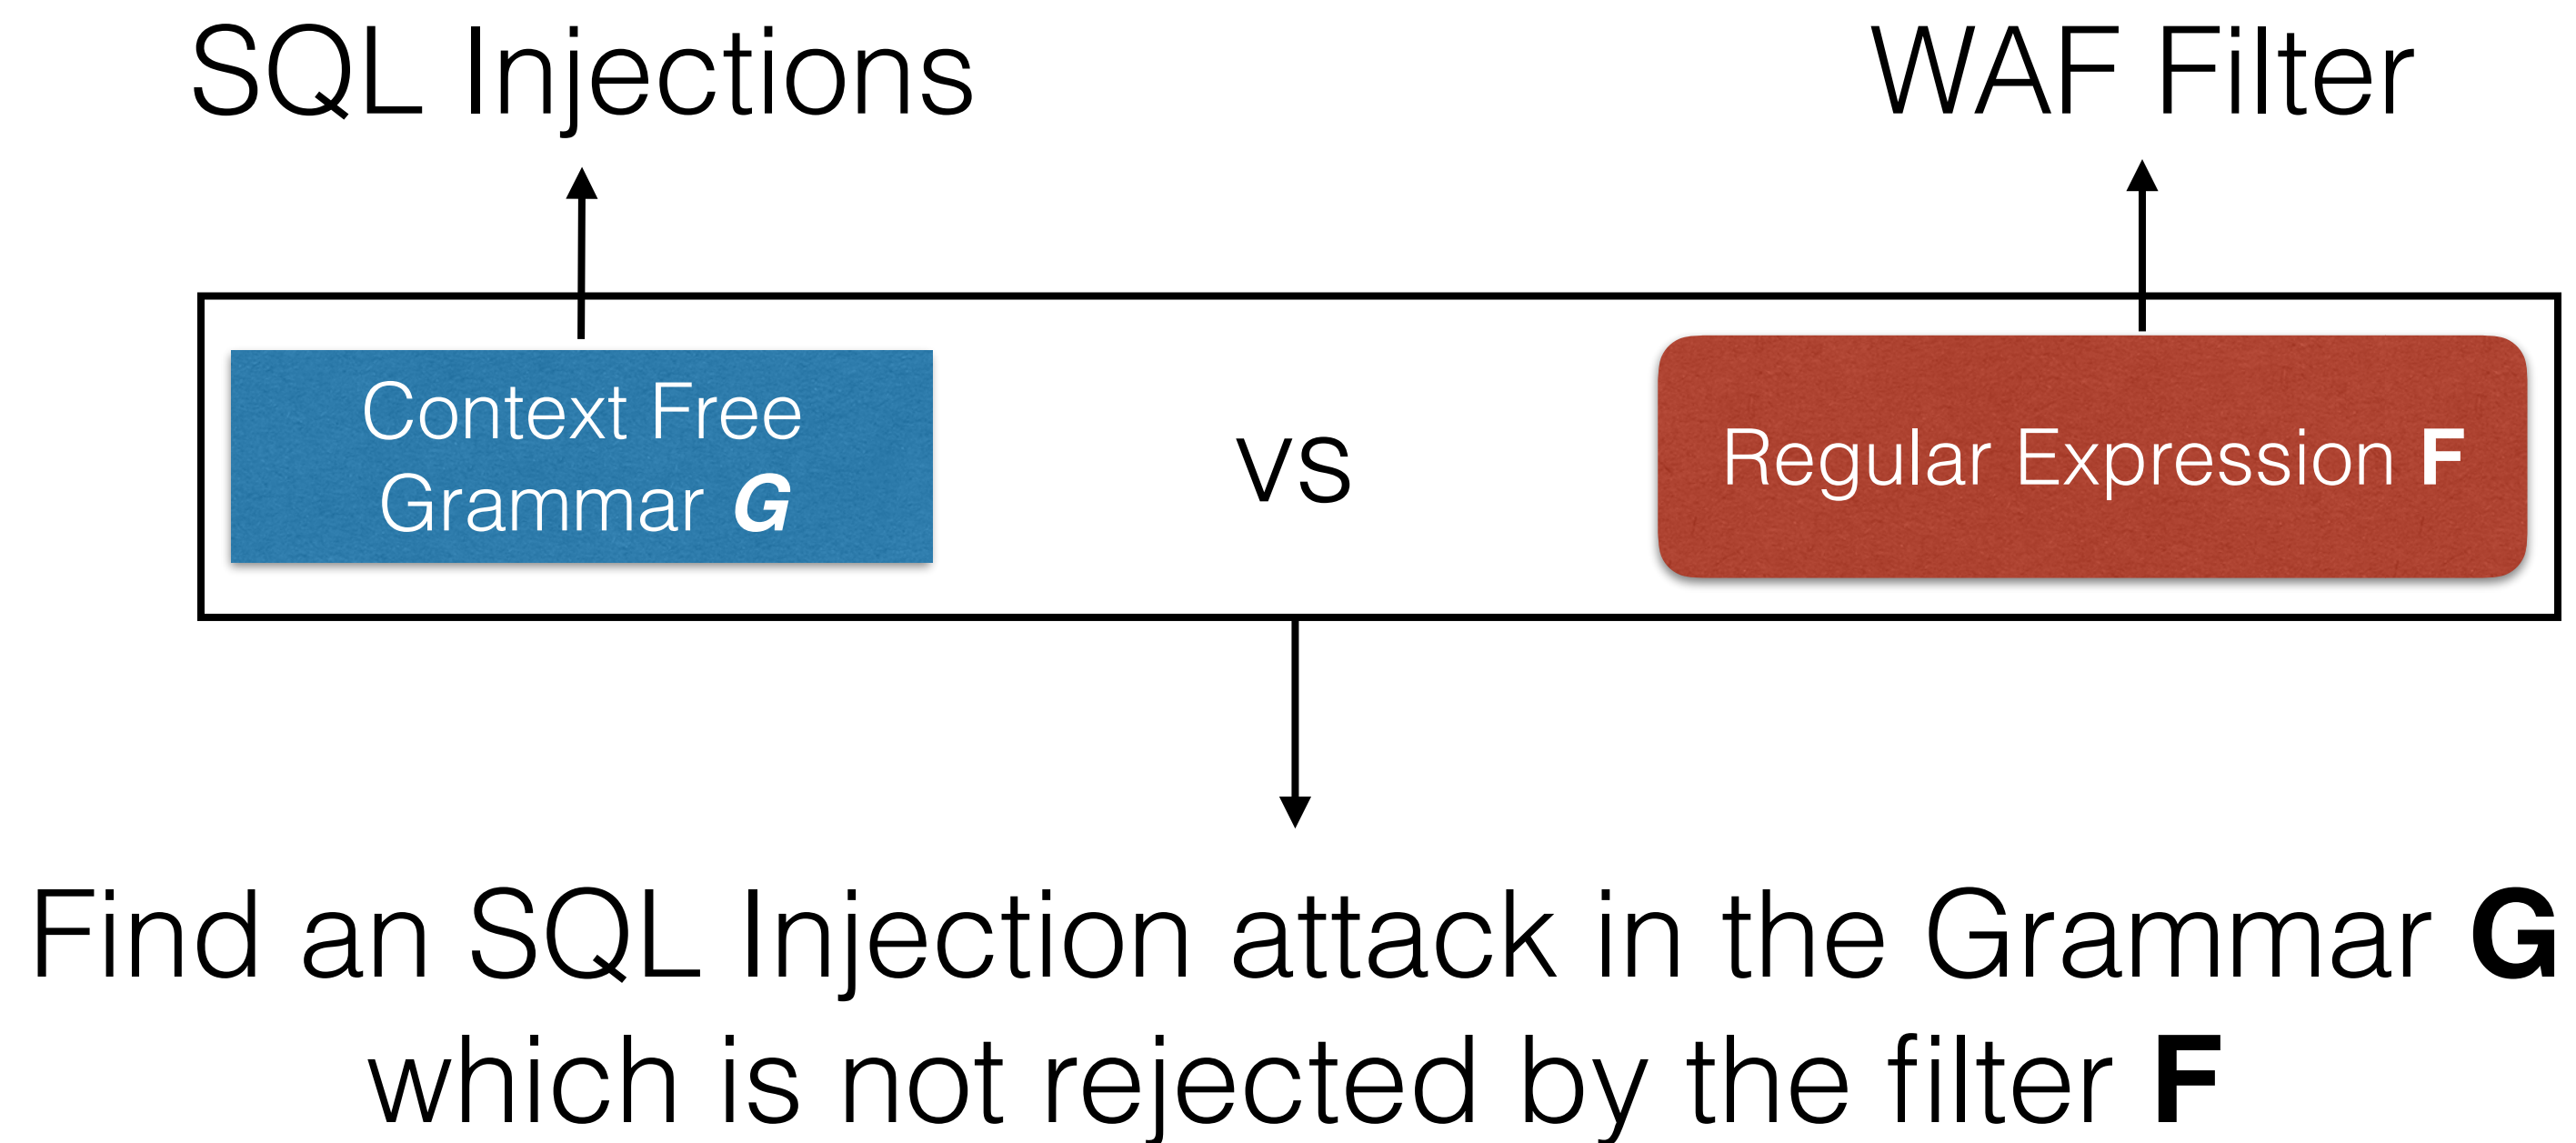 SQL Injections
WAF Filter
Context Free
Grammar G
VS
Regular Expression F
Find an SQL Injection attack in the Grammar G
which is not rejected by the filter F